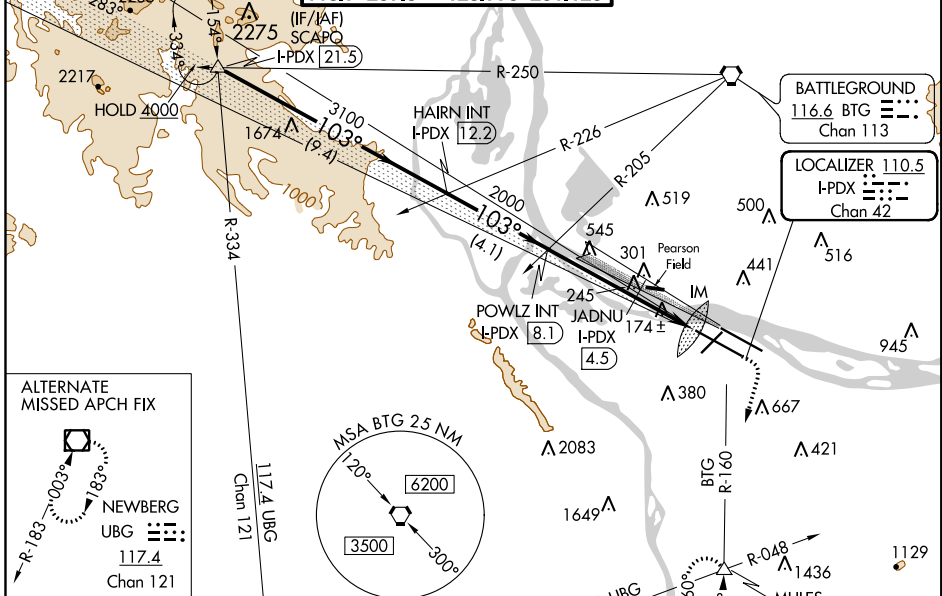 283°
2275
(IF/IAF)
SCAPO
I-PDX 21.5
154°
334°
2217
HOLD 4000
R-250
3100
HAIRN INT
I-PDX 12.2
1674
103°
(9.4)
1000
R-226
R-205
BATTLEGROUND
116.6 BTG
Chan 113
LOCALIZER 110.5
I-PDX
Chan 42
2000
103°
(4.1)
R-334
519
500
516
545
301
Pearson
Field
441
245
IM
POWLZ INT
I-PDX 8.1
JADNU
I-PDX
4.5
174 ±
945
380
667
2083
421
ALTERNATE
MISSED APCH FIX
003°
183°
R-183
NEWBERG
UBG
117.4
Chan 121
117.4 UBG
Chan 121
MSA BTG 25 NM
120°
6200
3500
300°
BTG
R-160
1649
R-048
1436
1129
UBG
MULES